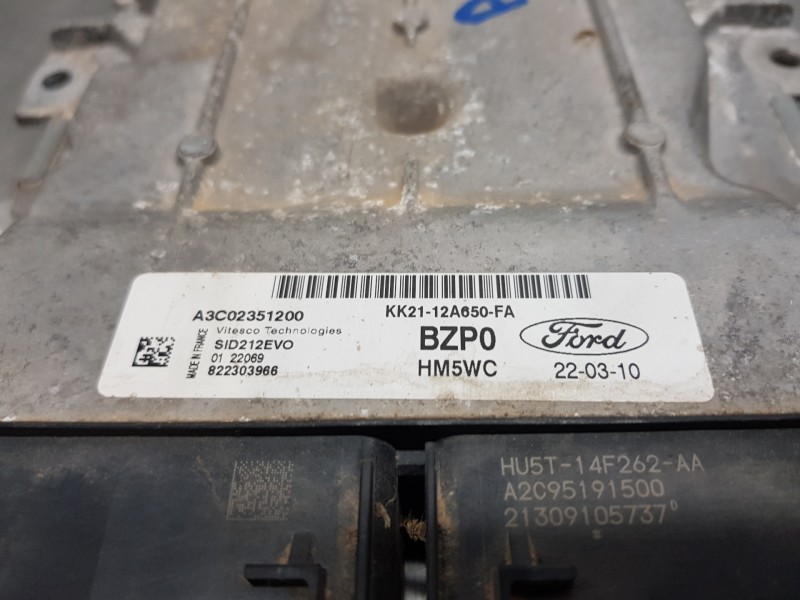 A3C02351200
Vitesco Technologies
SID212EVO
01 22069
822303966
MADE IN FRANCE
KK21-12A650-FA
BZP0
HM5WC
Ford
22-03-10
HU5T-14F262-AA
A2C95191500
21309105737